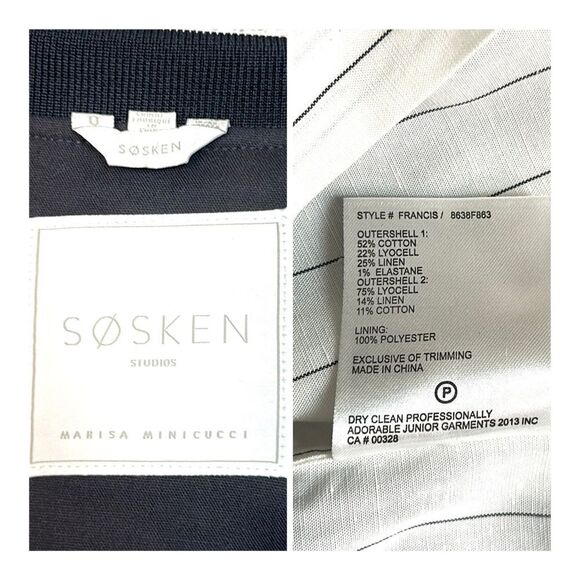 SØSKEN
SØSKEN
STUDIOS
MARISA MINICUCCI
STYLE # FRANCIS / 8638F863
OUTERSHELL 1:
52% COTTON
22% LYOCELL
25% LINEN
1% ELASTANE
OUTERSHELL 2:
75% LYOCELL
14% LINEN
11% COTTON
LINING:
100% POLYESTER
EXCLUSIVE OF TRIMMING
MADE IN CHINA
P
DRY CLEAN PROFESSIONALLY
ADORABLE JUNIOR GARMENTS 2013 INC
CA # 00328